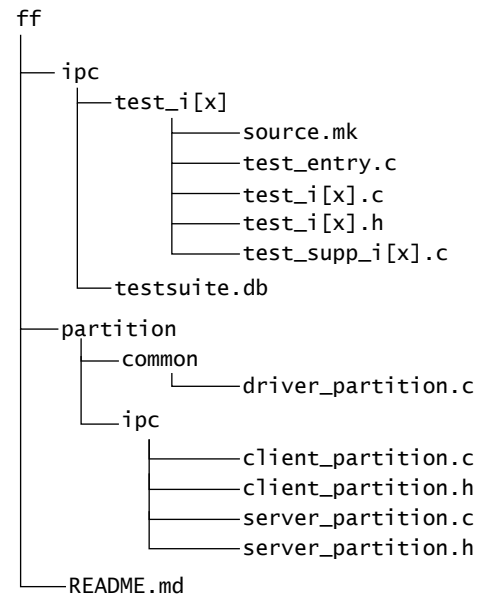 ff
ipc
test_i[x]
source.mk
test_entry.c
test_i[x].c
test_i[x].h
test_supp_i[x].c
testsuite.db
partition
common
driver_partition.c
ipc
client_partition.c
client_partition.h
server_partition.c
server_partition.h
README.md